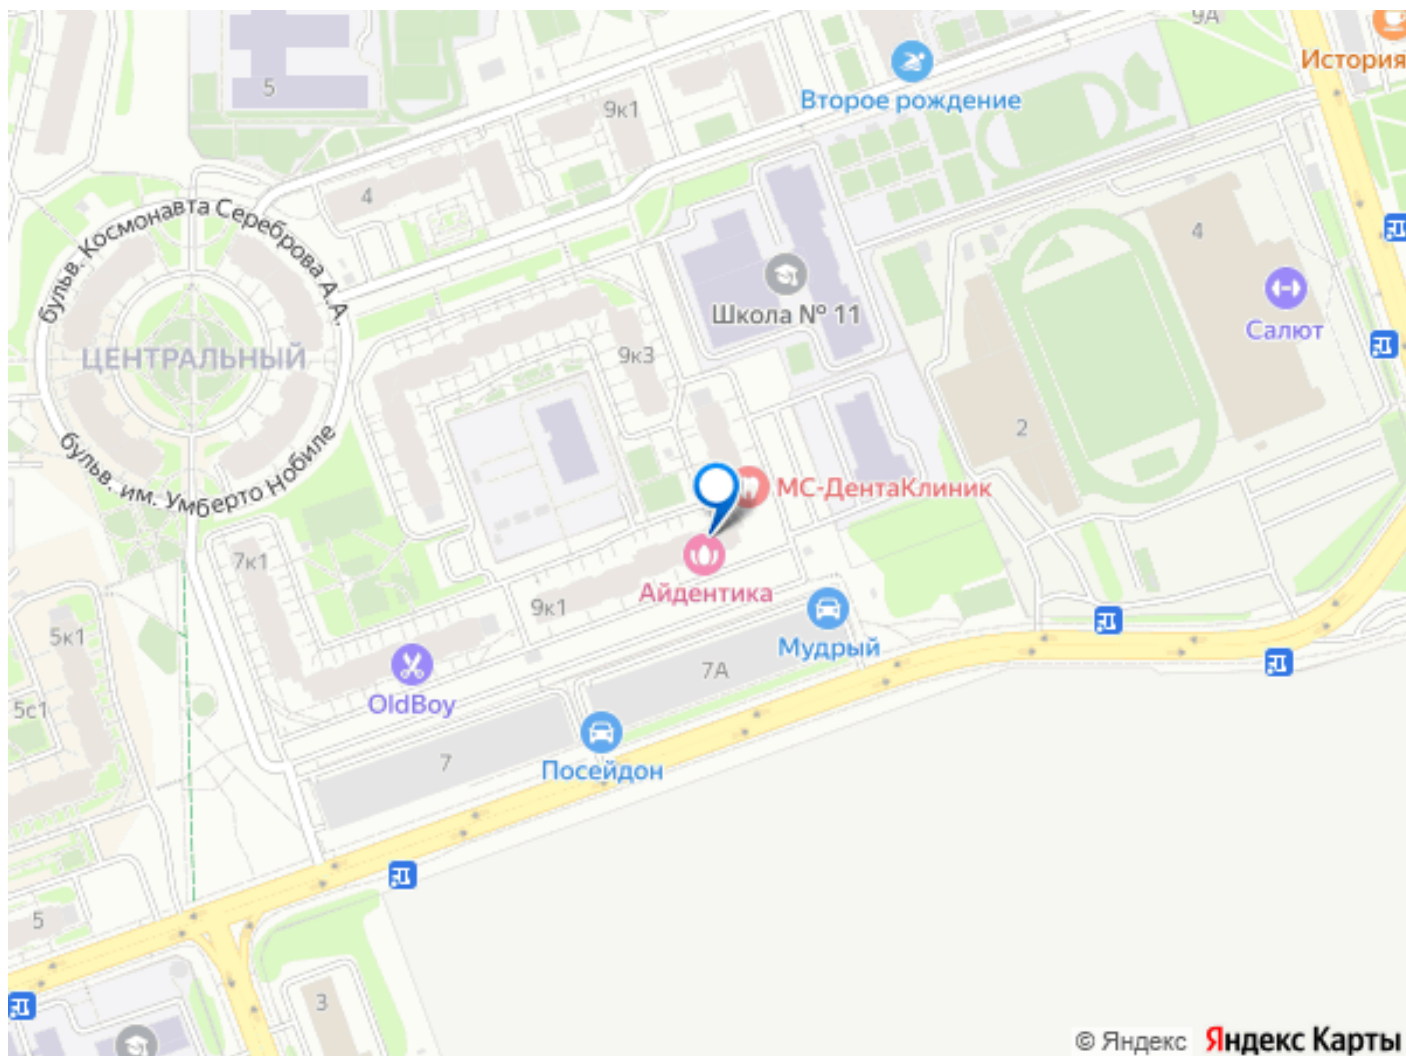 9А
История
5
9к1
Второе рождение
4
бульв. Космонавта Сереброва А.А.
4
Школа № 11
Салют
ЦЕНТРАЛЬНЫЙ
9к3
2
бульв. им. Умберто Нобиле
МС-ДентаКлиник
7к1
Айдентика
9к1
5к1
Мудрый
7А
OldBoy
5с1
7
Посейдон
5
3
© Яндекс Яндекс Карты